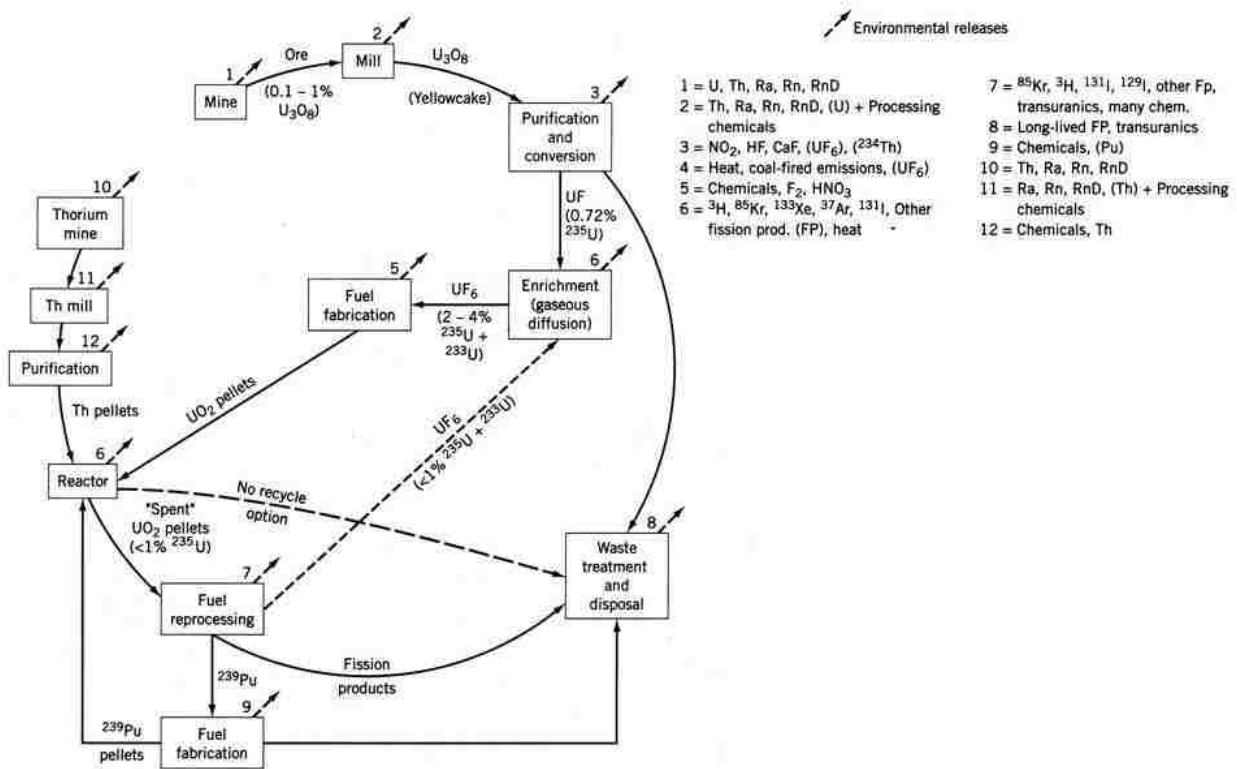 Environmental releases
1 = U, Th, Ra, Rn, RnD
2 = Th, Ra, Rn, RnD, (U) + Processing
chemicals
3 = NO₂, HF, CaF, (UF₆), (²³⁴Th)
4 = Heat, coal-fired emissions, (UF₆)
5 = Chemicals, F₂, HNO₃
6 = ³H, ⁸⁵Kr, ¹³³Xe, ³⁷Ar, ¹³¹I, Other
fission prod. (FP), heat
7 = ⁸⁵Kr, ³H, ¹³¹I, ¹²⁹I, other Fp,
transuranics, many chem.
8 = Long-lived FP, transuranics
9 = Chemicals, (Pu)
10 = Th, Ra, Rn, RnD
11 = Ra, Rn, RnD, (Th) + Processing
chemicals
12 = Chemicals, Th
1
Mine
Ore
(0.1 – 1%
U₃O₈)
2
Mill
U₃O₈
(Yellowcake)
3
Purification
and
conversion
UF
(0.72%
²³⁵U)
6
Enrichment
(gaseous
diffusion)
UF₆
(2 – 4%
²³⁵U +
²³³U)
5
Fuel
fabrication
UO₂ pellets
10
Thorium
mine
11
Th mill
12
Purification
Th pellets
6
Reactor
"Spent"
UO₂ pellets
(<1% ²³⁵U)
No recycle
option
UF₆
(<1% ²³⁵U + ²³³U)
7
Fuel
reprocessing
8
Waste
treatment
and
disposal
Fission
products
²³⁹Pu
9
Fuel
fabrication
²³⁹Pu
pellets